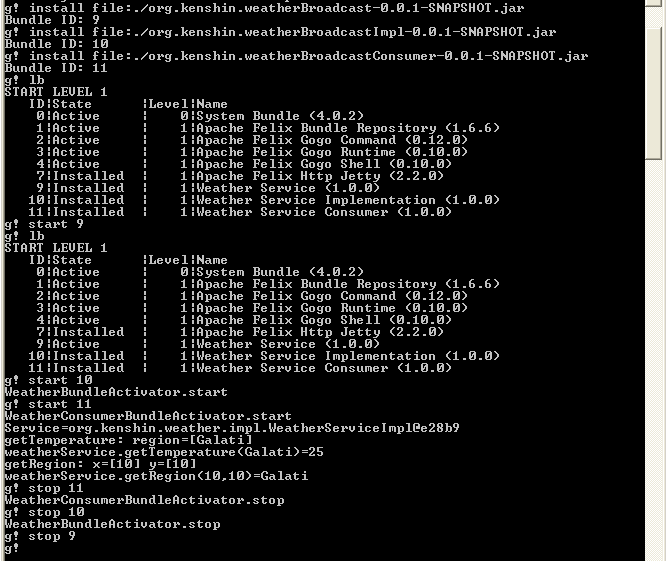 g! install file:./org.kenshin.weatherBroadcast-0.0.1-SNAPSHOT.jar
Bundle ID: 9
g! install file:./org.kenshin.weatherBroadcastImpl-0.0.1-SNAPSHOT.jar
Bundle ID: 10
g! install file:./org.kenshin.weatherBroadcastConsumer-0.0.1-SNAPSHOT.jar
Bundle ID: 11
g! lb
START LEVEL 1
   ID|State      |Level|Name
    0|Active     |    0|System Bundle (4.0.2)
    1|Active     |    1|Apache Felix Bundle Repository (1.6.6)
    2|Active     |    1|Apache Felix Gogo Command (0.12.0)
    3|Active     |    1|Apache Felix Gogo Runtime (0.10.0)
    4|Active     |    1|Apache Felix Gogo Shell (0.10.0)
    7|Installed  |    1|Apache Felix Http Jetty (2.2.0)
    9|Installed  |    1|Weather Service (1.0.0)
   10|Installed  |    1|Weather Service Implementation (1.0.0)
   11|Installed  |    1|Weather Service Consumer (1.0.0)
g! start 9
g! lb
START LEVEL 1
   ID|State      |Level|Name
    0|Active     |    0|System Bundle (4.0.2)
    1|Active     |    1|Apache Felix Bundle Repository (1.6.6)
    2|Active     |    1|Apache Felix Gogo Command (0.12.0)
    3|Active     |    1|Apache Felix Gogo Runtime (0.10.0)
    4|Active     |    1|Apache Felix Gogo Shell (0.10.0)
    7|Installed  |    1|Apache Felix Http Jetty (2.2.0)
    9|Active     |    1|Weather Service (1.0.0)
   10|Installed  |    1|Weather Service Implementation (1.0.0)
   11|Installed  |    1|Weather Service Consumer (1.0.0)
g! start 10
WeatherBundleActivator.start
g! start 11
WeatherConsumerBundleActivator.start
Service=org.kenshin.weather.impl.WeatherServiceImpl@e28b9
getTemperature: region=[Galati]
weatherService.getTemperature(Galati)=25
getRegion: x=[10] y=[10]
weatherService.getRegion(10,10)=Galati
g! stop 11
WeatherConsumerBundleActivator.stop
g! stop 10
WeatherBundleActivator.stop
g! stop 9
g!